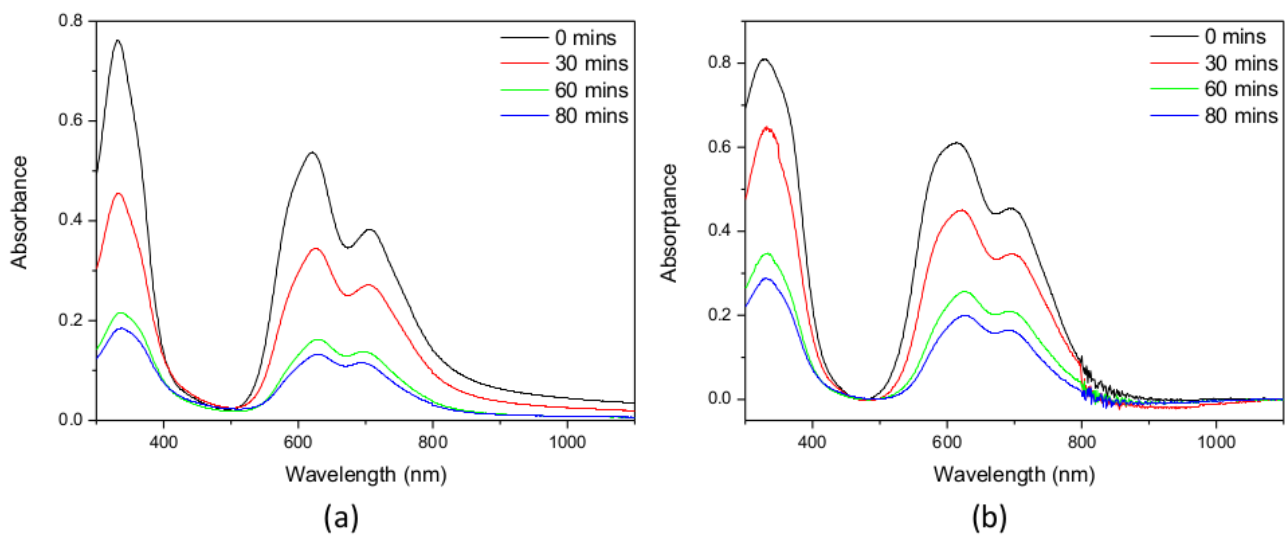 0.8
0.6
0.4
0.2
0.0
400
600
800
1000
Absorbance
Wavelength (nm)
0 mins
30 mins
60 mins
80 mins
(a)
0.8
0.6
0.4
0.2
0.0
400
600
800
1000
Absorptance
Wavelength (nm)
0 mins
30 mins
60 mins
80 mins
(b)